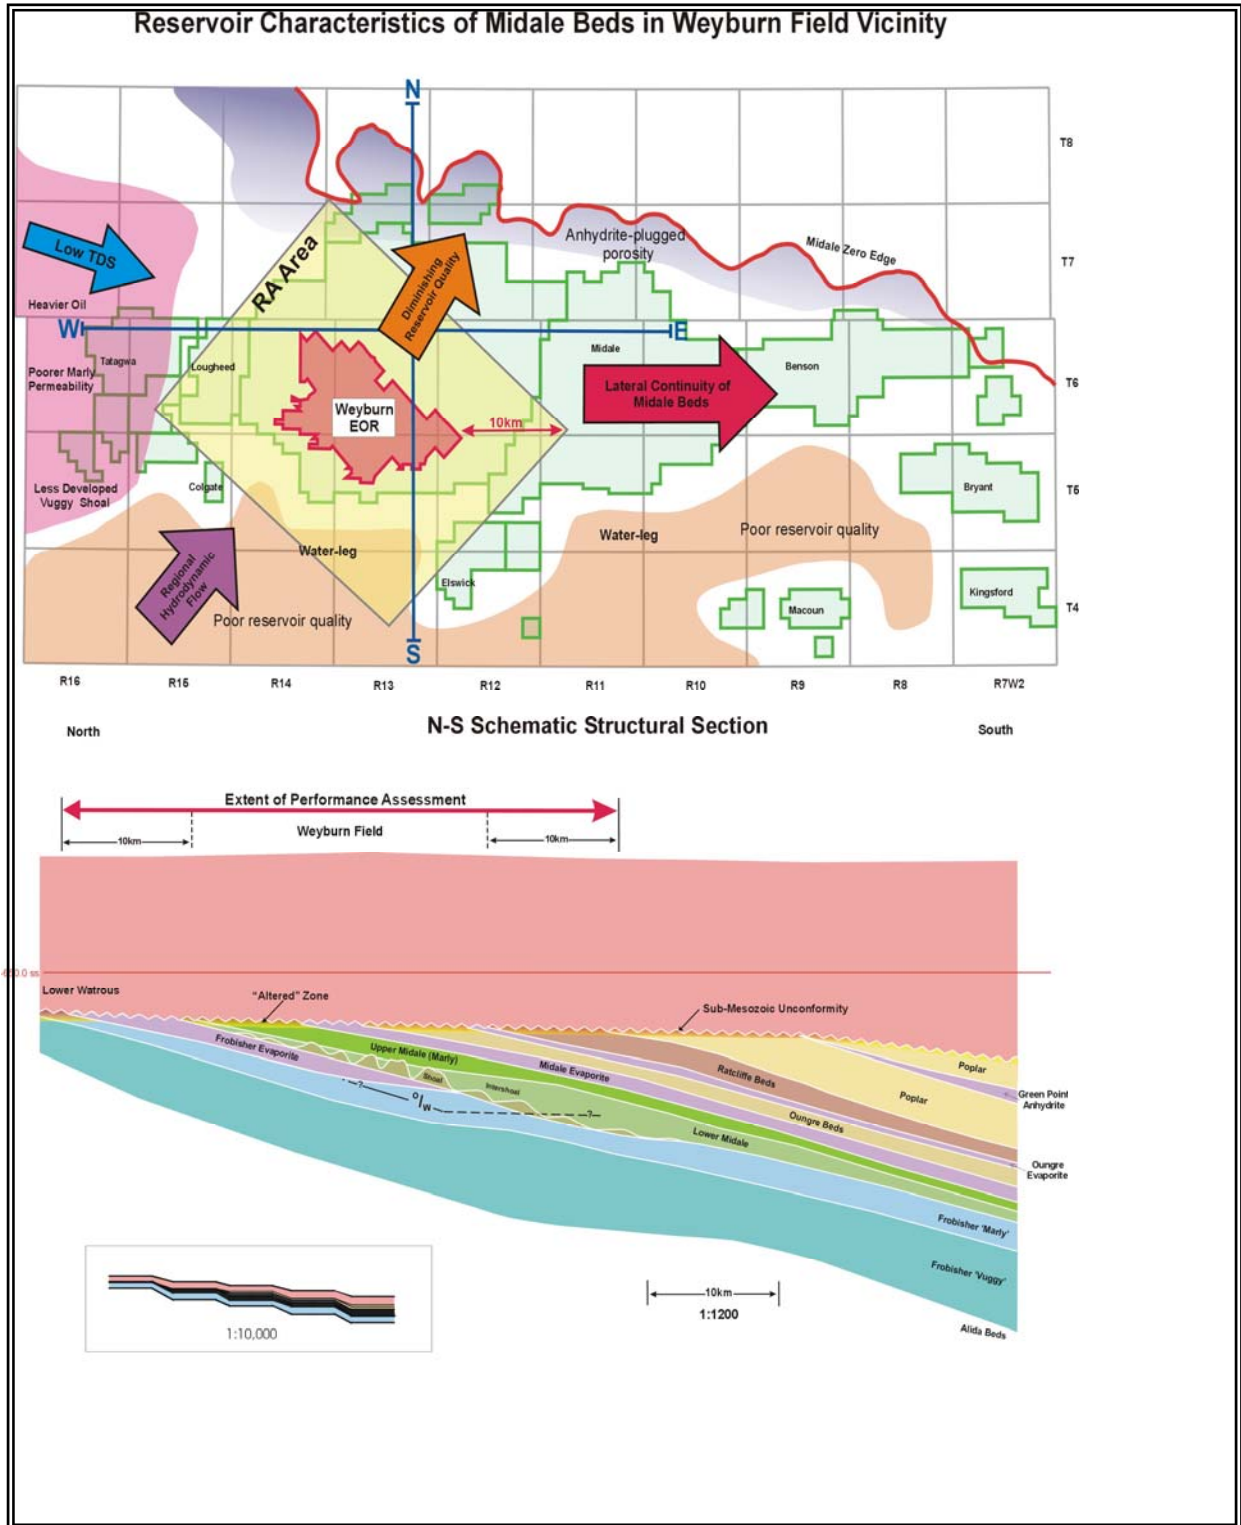 Reservoir Characteristics of Midale Beds in Weyburn Field Vicinity
N
T8
Low TDS
RA Area
Diminishing
Reservoir Quality
Anhydrite-plugged
porosity
Midale Zero Edge
T7
Heavier Oil
W
E
Tatagwa
Lougheed
Midale
Benson
Poorer Marly
Permeability
Lateral Continuity of
Midale Beds
T6
Weyburn
EOR
10km
Less Developed
Vuggy Shoal
Colgate
Bryant
T5
Water-leg
Water-leg
Poor reservoir quality
Regional
Hydrodynamic
Flow
Elswick
Macoun
Kingsford
T4
Poor reservoir quality
S
R16
R15
R14
R13
R12
R11
R10
R9
R8
R7W2
North
N-S Schematic Structural Section
South
Extent of Performance Assessment
10km
Weyburn Field
10km
Lower Watrous
"Altered" Zone
Sub-Mesozoic Unconformity
Frobisher Evaporite
Upper Midale (Marly)
Midale Evaporite
Ratcliffe Beds
Poplar
Poplar
Green Point
Anhydrite
Shoal
Intershoal
?
o/w
?
Oungre Beds
Lower Midale
Oungre
Evaporite
Frobisher 'Marly'
Frobisher 'Vuggy'
10km
1:1200
Alida Beds
1:10,000